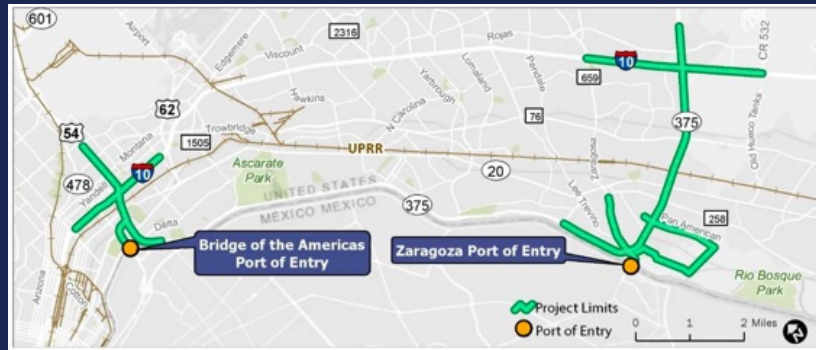 601
Airport
Edgemere
Viscount
2316
Rojas
10
659
CR 532
62
Montana
54
1505
Trowbridge
Hawkins
N Carolina
Yarbrough
Lomaland
Pendale
76
375
Old Hueco Tanks
10
478
Yandell
UPRR
Ascarate
Park
UNITED STATES
MÉXICO MÉXICO
20
Zaragosa
Lee Trevino
375
Pan American
258
Delta
Bridge of the Americas
Port of Entry
Zaragoza Port of Entry
Rio Bosque
Park
Arizona
Cotton
Project Limits
Port of Entry
0 1 2 Miles